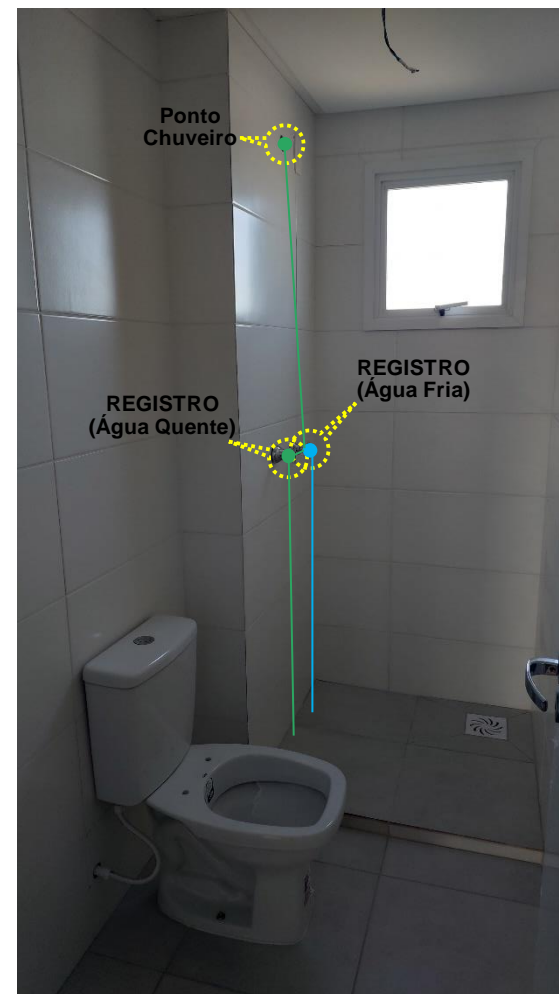 Ponto
Chuveiro
REGISTRO
(Água Fria)
REGISTRO
(Água Quente)